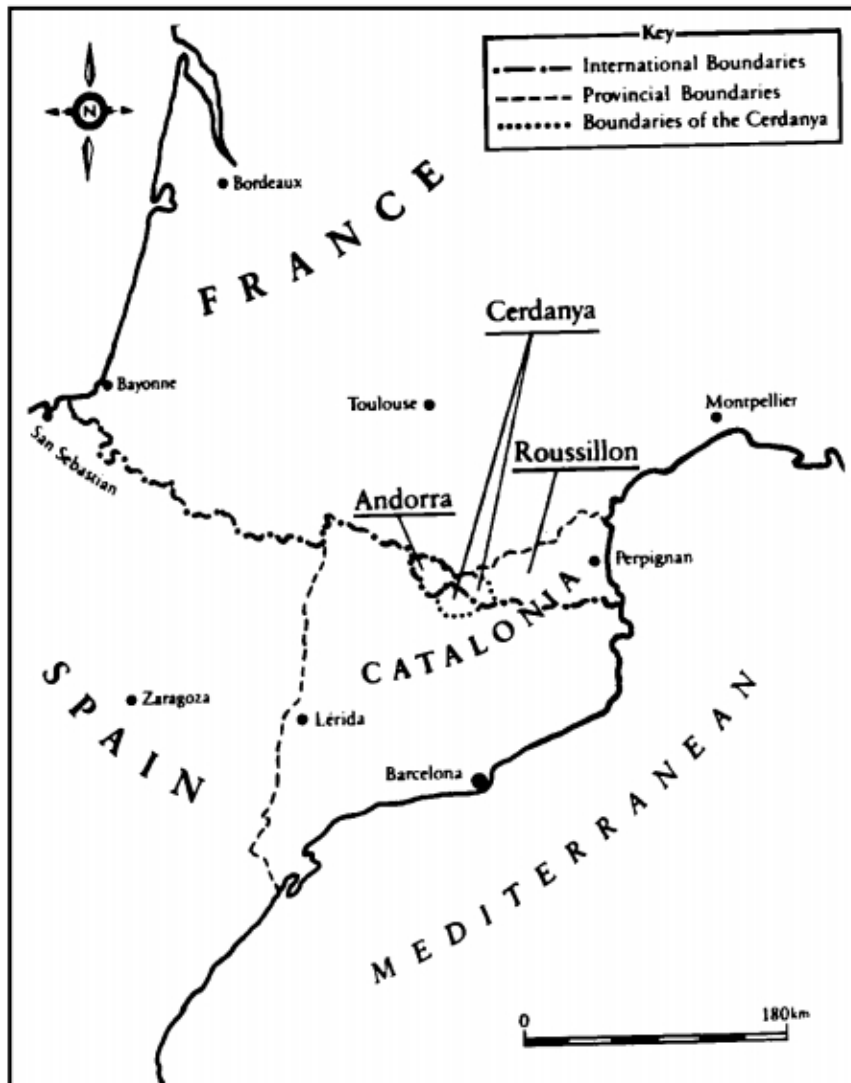 Key
International Boundaries
Provincial Boundaries
Boundaries of the Cerdanya
N
Bordeaux
FRANCE
Cerdanya
Bayonne
Toulouse
Montpellier
San Sebastian
Roussillon
Andorra
Perpignan
CATALONIA
SPAIN
Zaragoza
Lérida
Barcelona
MEDITERRANEAN
0 180km